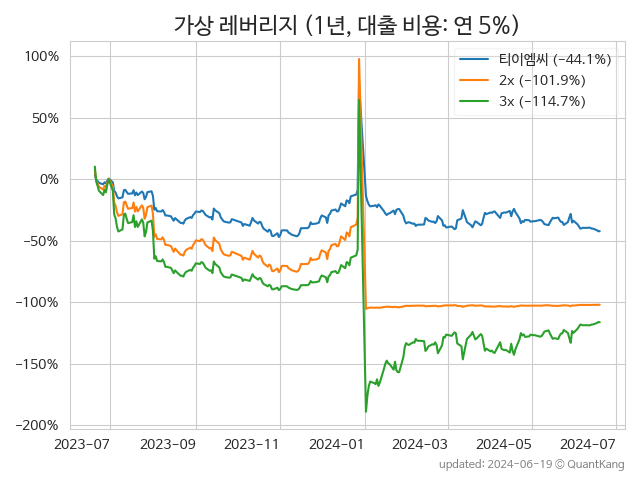 가상 레버리지 (1년, 대출 비용: 연 5%)
티이엠씨 (−44.1%)
2x (−101.9%)
3x (−114.7%)
100%
50%
0%
−50%
−100%
−150%
−200%
2023-07 2023-09 2023-11 2024-01 2024-03 2024-05 2024-07
updated: 2024-06-19 © QuantKang